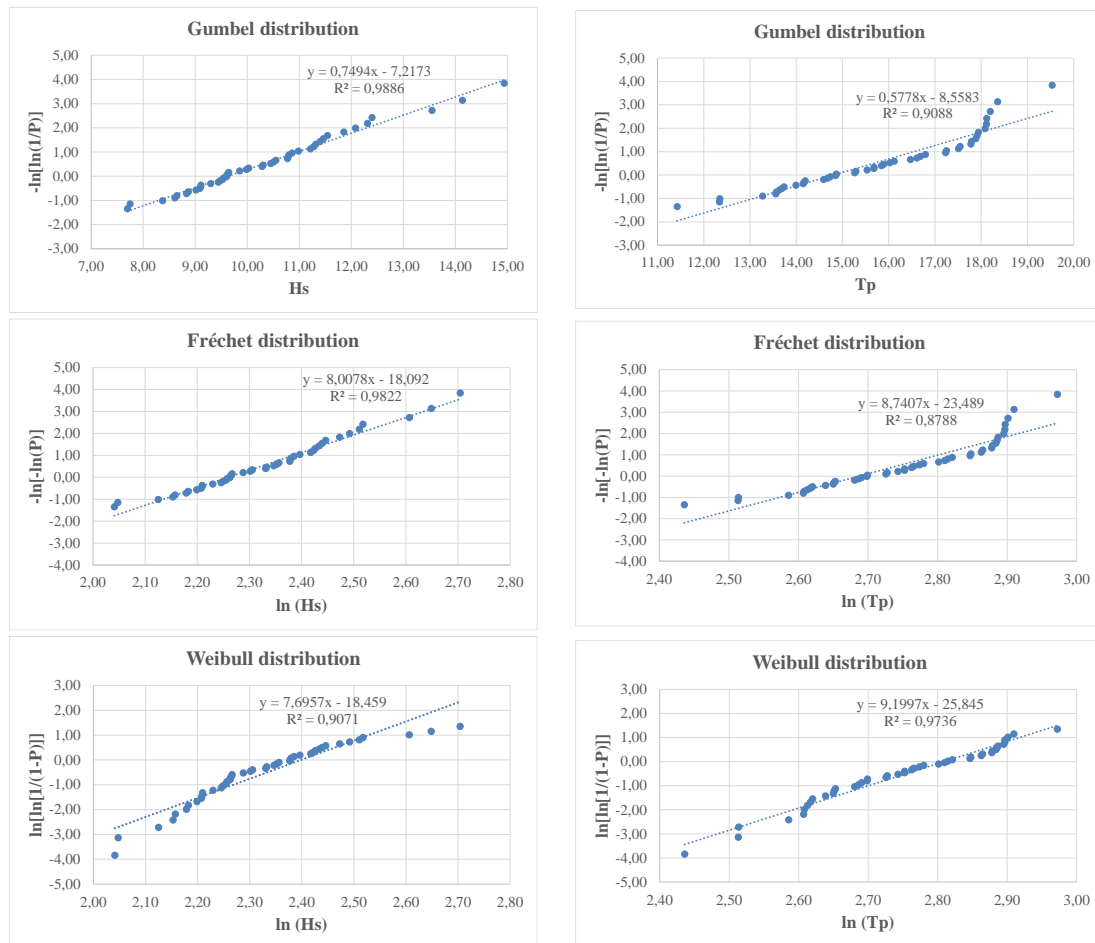 Gumbel distribution
y = 0,7494x - 7,2173
R² = 0,9886
-ln[ln(1/P)]
5,00
4,00
3,00
2,00
1,00
0,00
-1,00
-2,00
-3,00
7,00 8,00 9,00 10,00 11,00 12,00 13,00 14,00 15,00
Hs
Gumbel distribution
y = 0,5778x - 8,5583
R² = 0,9088
-ln[ln(1/P)]
5,00
4,00
3,00
2,00
1,00
0,00
-1,00
-2,00
-3,00
11,00 12,00 13,00 14,00 15,00 16,00 17,00 18,00 19,00 20,00
Tp
Fréchet distribution
y = 8,0078x - 18,092
R² = 0,9822
-ln[-ln(P)]
5,00
4,00
3,00
2,00
1,00
0,00
-1,00
-2,00
-3,00
-4,00
2,00 2,10 2,20 2,30 2,40 2,50 2,60 2,70 2,80
ln (Hs)
Fréchet distribution
y = 8,7407x - 23,489
R² = 0,8788
-ln[-ln(P)]
5,00
4,00
3,00
2,00
1,00
0,00
-1,00
-2,00
-3,00
-4,00
2,40 2,50 2,60 2,70 2,80 2,90 3,00
ln (Tp)
Weibull distribution
y = 7,6957x - 18,459
R² = 0,9071
ln[ln[1/(1-P)]]
3,00
2,00
1,00
0,00
-1,00
-2,00
-3,00
-4,00
-5,00
2,00 2,10 2,20 2,30 2,40 2,50 2,60 2,70 2,80
ln (Hs)
Weibull distribution
y = 9,1997x - 25,845
R² = 0,9736
ln[ln[1/(1-P)]]
3,00
2,00
1,00
0,00
-1,00
-2,00
-3,00
-4,00
-5,00
2,40 2,50 2,60 2,70 2,80 2,90 3,00
ln (Tp)